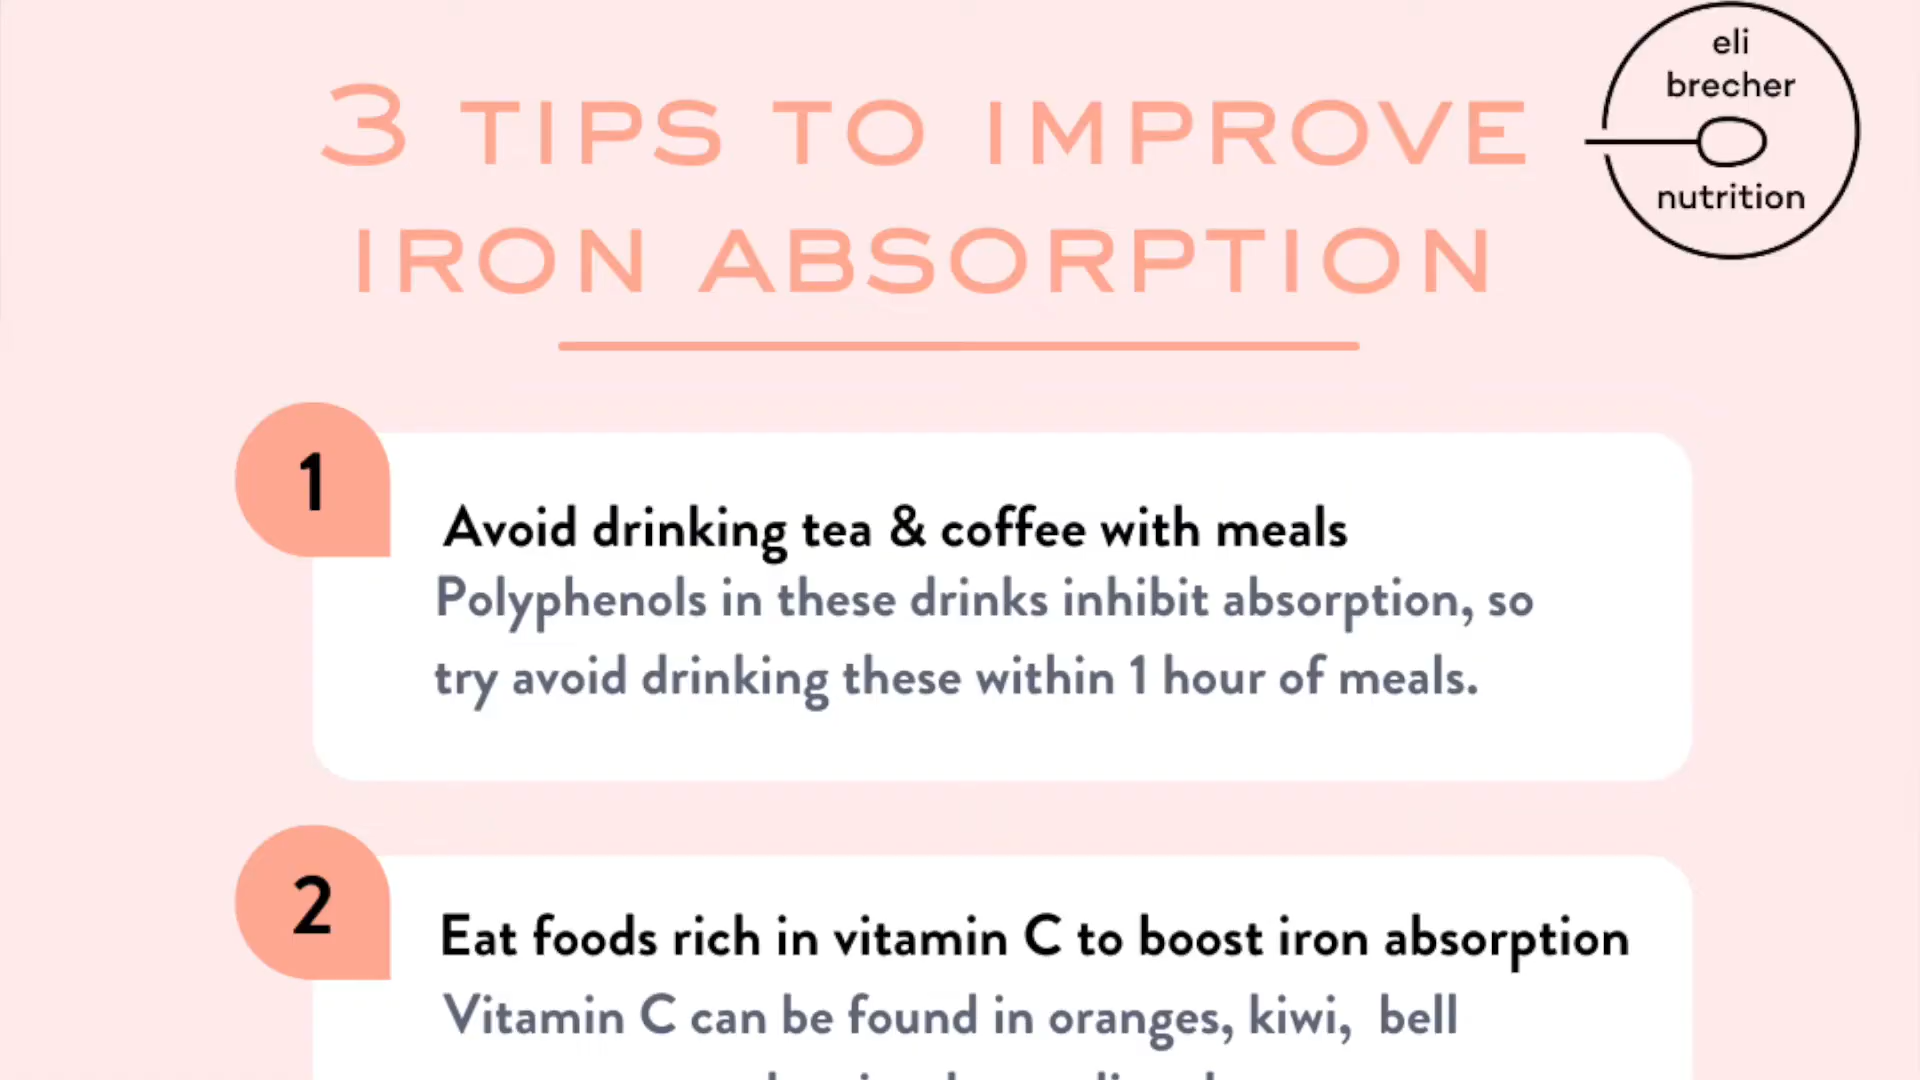 eli
brecher
nutrition
3 TIPS TO IMPROVE
IRON ABSORPTION
1
Avoid drinking tea & coffee with meals
Polyphenols in these drinks inhibit absorption, so
try avoid drinking these within 1 hour of meals.
2
Eat foods rich in vitamin C to boost iron absorption
Vitamin C can be found in oranges, kiwi, bell